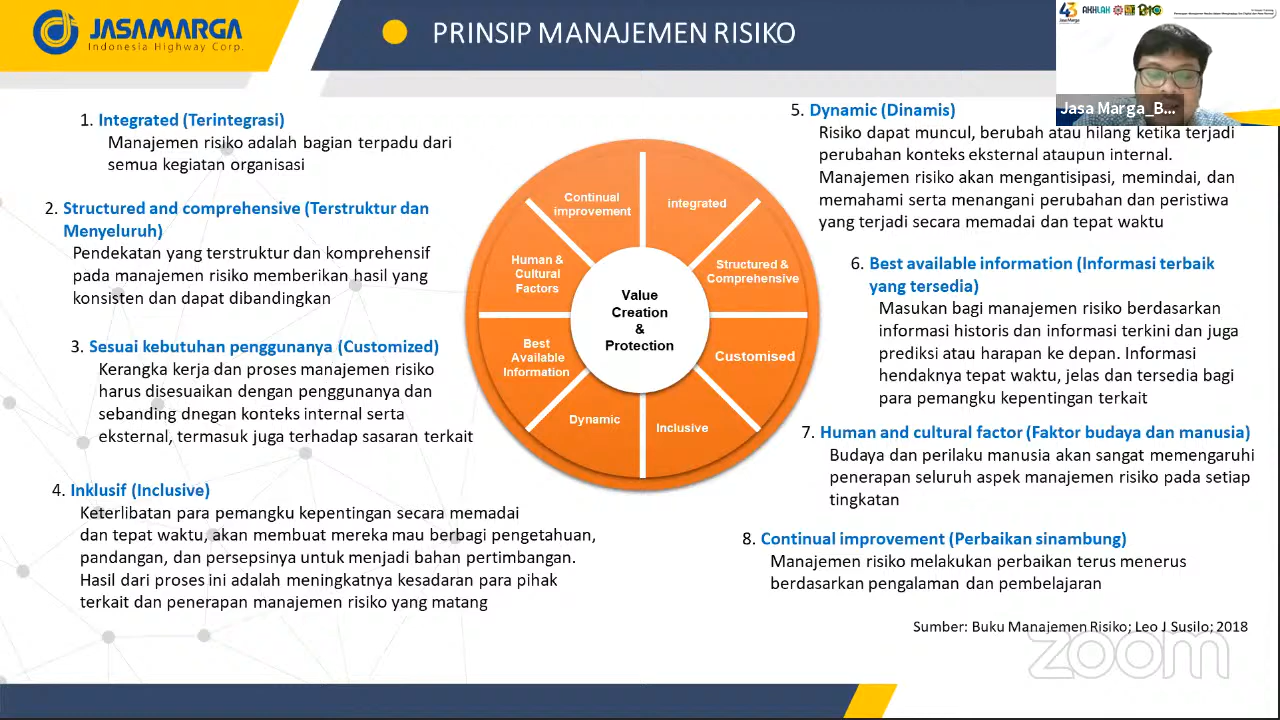 JASAMARGA
Indonesia Highway Corp.
PRINSIP MANAJEMEN RISIKO
43
AKHLAK
Jasa Marga_B...
1. Integrated (Terintegrasi)
Manajemen risiko adalah bagian terpadu dari
semua kegiatan organisasi
2. Structured and comprehensive (Terstruktur dan
Menyeluruh)
Pendekatan yang terstruktur dan komprehensif
pada manajemen risiko memberikan hasil yang
konsisten dan dapat dibandingkan
3. Sesuai kebutuhan penggunanya (Customized)
Kerangka kerja dan proses manajemen risiko
harus disesuaikan dengan penggunanya dan
sebanding dnegan konteks internal serta
eksternal, termasuk juga terhadap sasaran terkait
4. Inklusif (Inclusive)
Keterlibatan para pemangku kepentingan secara memadai
dan tepat waktu, akan membuat mereka mau berbagi pengetahuan,
pandangan, dan persepsinya untuk menjadi bahan pertimbangan.
Hasil dari proses ini adalah meningkatnya kesadaran para pihak
terkait dan penerapan manajemen risiko yang matang
Continual
improvement
integrated
Human &
Cultural
Factors
Structured &
Comprehensive
Value
Creation
&
Protection
Best
Available
Information
Customised
Dynamic
Inclusive
5. Dynamic (Dinamis)
Risiko dapat muncul, berubah atau hilang ketika terjadi
perubahan konteks eksternal ataupun internal.
Manajemen risiko akan mengantisipasi, memindai, dan
memahami serta menangani perubahan dan peristiwa
yang terjadi secara memadai dan tepat waktu
6. Best available information (Informasi terbaik
yang tersedia)
Masukan bagi manajemen risiko berdasarkan
informasi historis dan informasi terkini dan juga
prediksi atau harapan ke depan. Informasi
hendaknya tepat waktu, jelas dan tersedia bagi
para pemangku kepentingan terkait
7. Human and cultural factor (Faktor budaya dan manusia)
Budaya dan perilaku manusia akan sangat memengaruhi
penerapan seluruh aspek manajemen risiko pada setiap
tingkatan
8. Continual improvement (Perbaikan sinambung)
Manajemen risiko melakukan perbaikan terus menerus
berdasarkan pengalaman dan pembelajaran
Sumber: Buku Manajemen Risiko; Leo J Susilo; 2018
zoom